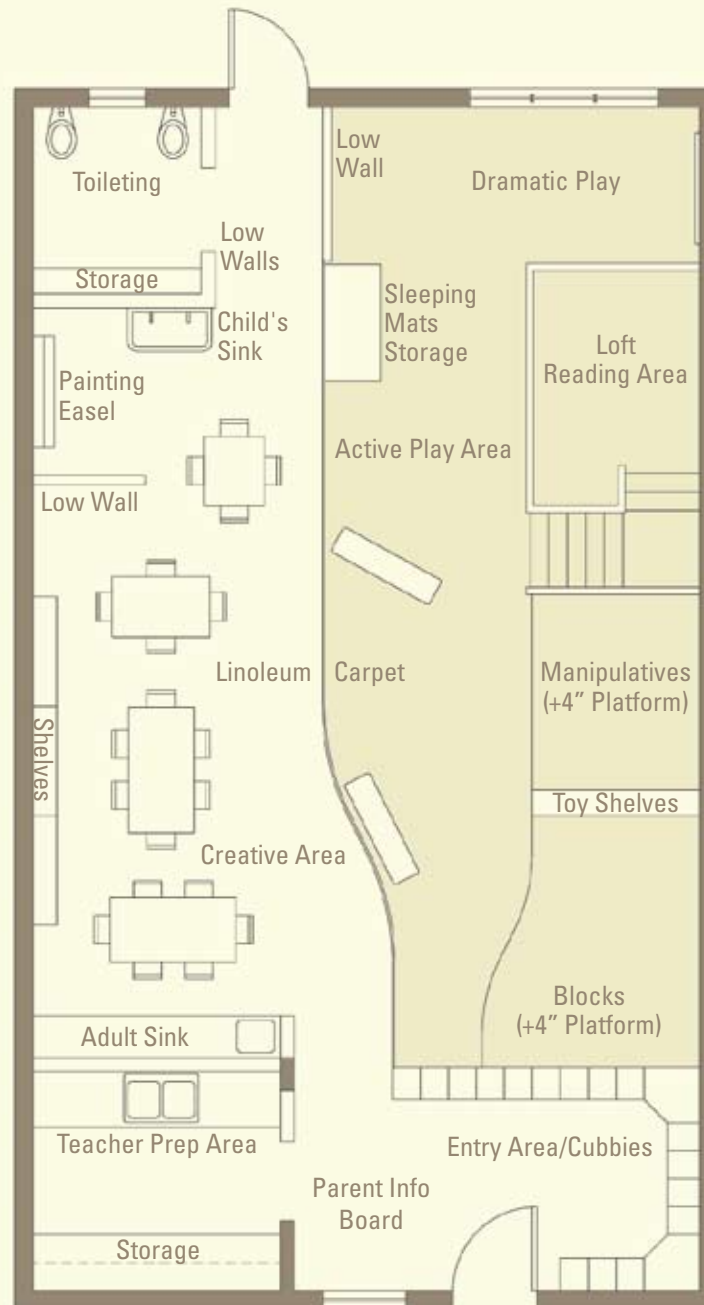 Toileting
Low
Wall
Dramatic Play
Low
Walls
Storage
Child's
Sink
Sleeping
Mats
Storage
Loft
Reading Area
Painting
Easel
Active Play Area
Low Wall
Linoleum
Carpet
Manipulatives
(+4” Platform)
Shelves
Toy Shelves
Creative Area
Blocks
(+4” Platform)
Adult Sink
Teacher Prep Area
Entry Area/Cubbies
Parent Info
Board
Storage